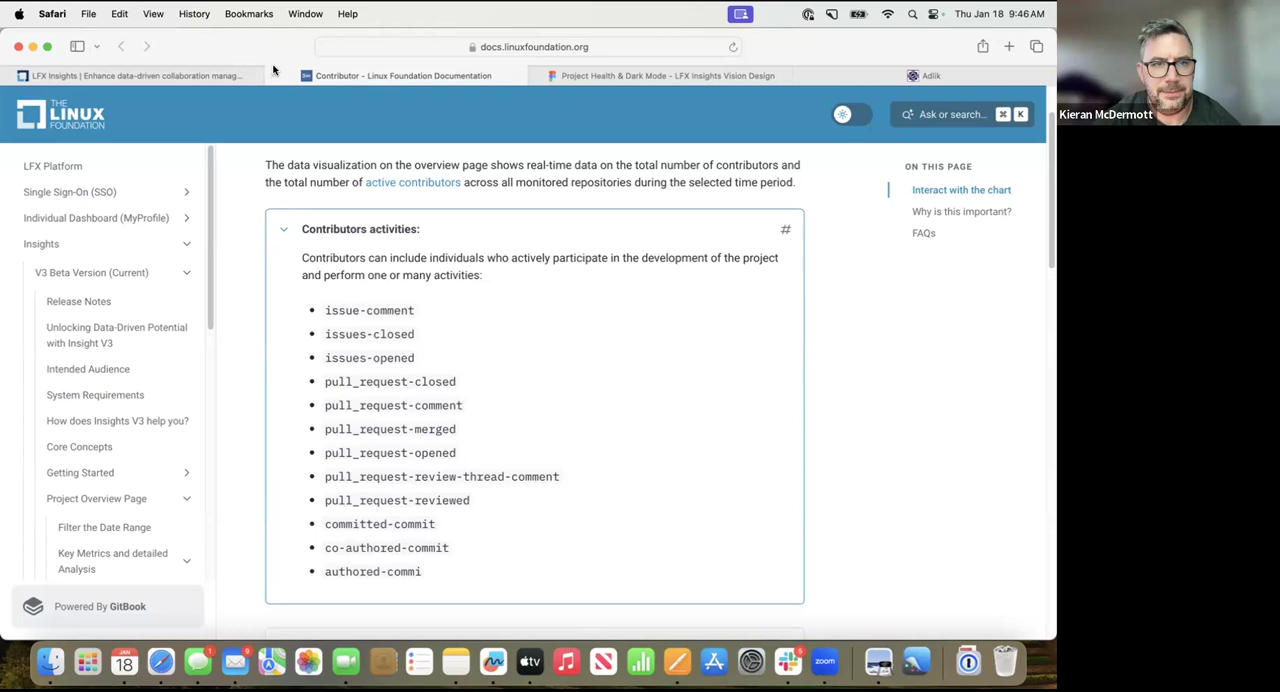 Safari File Edit View History Bookmarks Window Help Thu Jan 18 9:46 AM
docs.linuxfoundation.org
LFX Insights | Enhance data-driven collaboration manag... Contributor - Linux Foundation Documentation Project Health & Dark Mode - LFX Insights Vision Design Adlik
THE
LINUX
FOUNDATION
Ask or search... ⌘ K
LFX Platform
Single Sign-On (SSO)
Individual Dashboard (MyProfile)
Insights
V3 Beta Version (Current)
Release Notes
Unlocking Data-Driven Potential
with Insight V3
Intended Audience
System Requirements
How does Insights V3 help you?
Core Concepts
Getting Started
Project Overview Page
Filter the Date Range
Key Metrics and detailed
Analysis
Powered By GitBook
The data visualization on the overview page shows real-time data on the total number of contributors and
the total number of active contributors across all monitored repositories during the selected time period.
Contributors activities: #
Contributors can include individuals who actively participate in the development of the project
and perform one or many activities:
• issue-comment
• issues-closed
• issues-opened
• pull_request-closed
• pull_request-comment
• pull_request-merged
• pull_request-opened
• pull_request-review-thread-comment
• pull_request-reviewed
• committed-commit
• co-authored-commit
• authored-commi
ON THIS PAGE
Interact with the chart
Why is this important?
FAQs
Kieran McDermott
JAN
18
1
9
tv
5
zoom